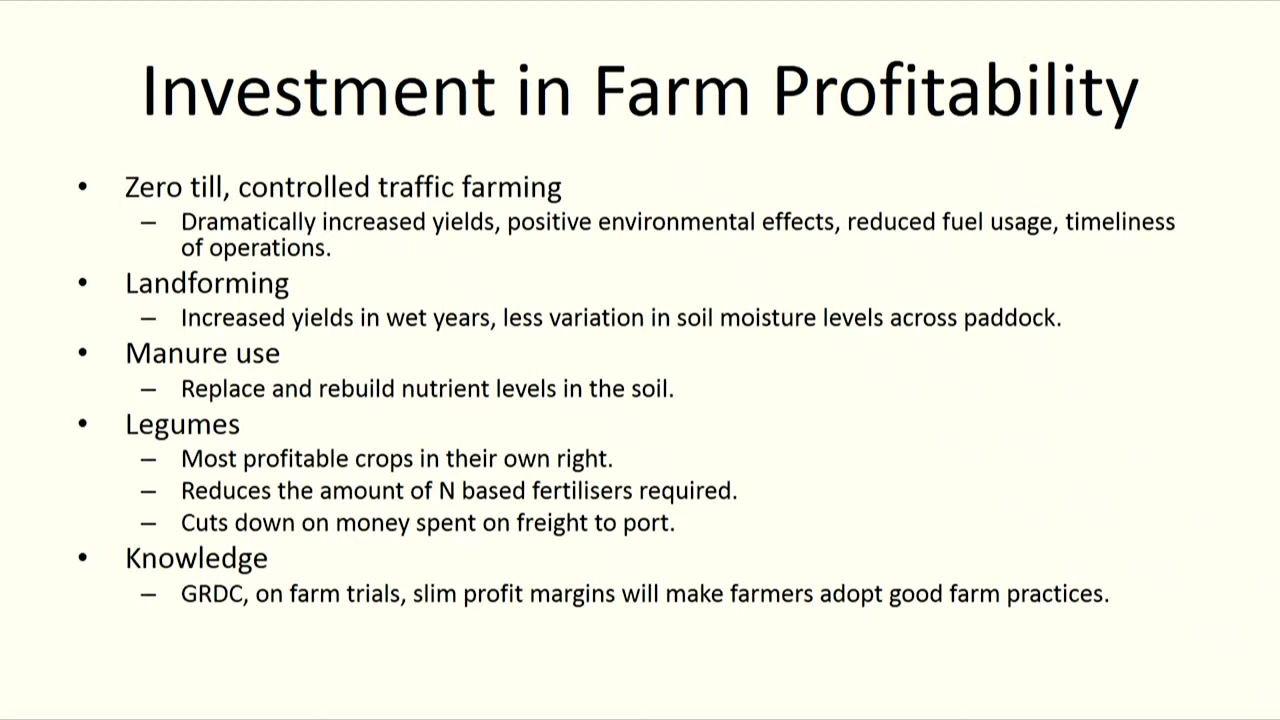 Investment in Farm Profitability
• Zero till, controlled traffic farming
– Dramatically increased yields, positive environmental effects, reduced fuel usage, timeliness
of operations.
• Landforming
– Increased yields in wet years, less variation in soil moisture levels across paddock.
• Manure use
– Replace and rebuild nutrient levels in the soil.
• Legumes
– Most profitable crops in their own right.
– Reduces the amount of N based fertilisers required.
– Cuts down on money spent on freight to port.
• Knowledge
– GRDC, on farm trials, slim profit margins will make farmers adopt good farm practices.